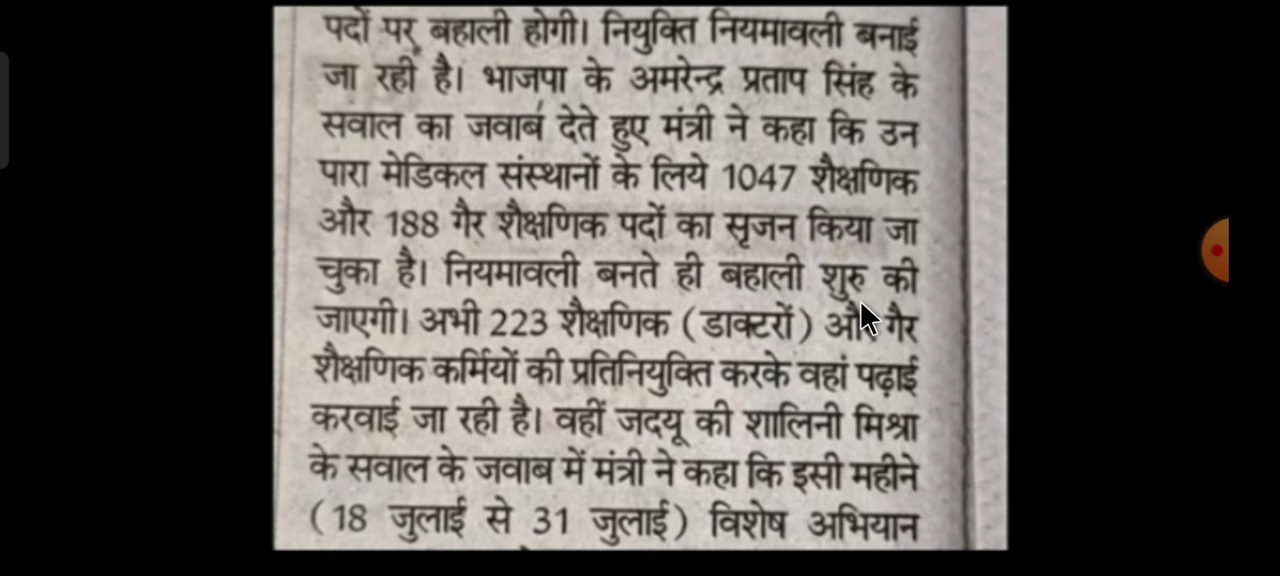 पदों पर बहाली होगी। नियुक्ति नियमावली बनाई
जा रही है। भाजपा के अमरेन्द्र प्रताप सिंह के
सवाल का जवाब देते हुए मंत्री ने कहा कि उन
पारा मेडिकल संस्थानों के लिये 1047 शैक्षणिक
और 188 गैर शैक्षणिक पदों का सृजन किया जा
चुका है। नियमावली बनते ही बहाली शुरु की
जाएगी। अभी 223 शैक्षणिक (डाक्टरों) और गैर
शैक्षणिक कर्मियों की प्रतिनियुक्ति करके वहां पढ़ाई
करवाई जा रही है। वहीं जदयू की शालिनी मिश्रा
के सवाल के जवाब में मंत्री ने कहा कि इसी महीने
(18 जुलाई से 31 जुलाई) विशेष अभियान